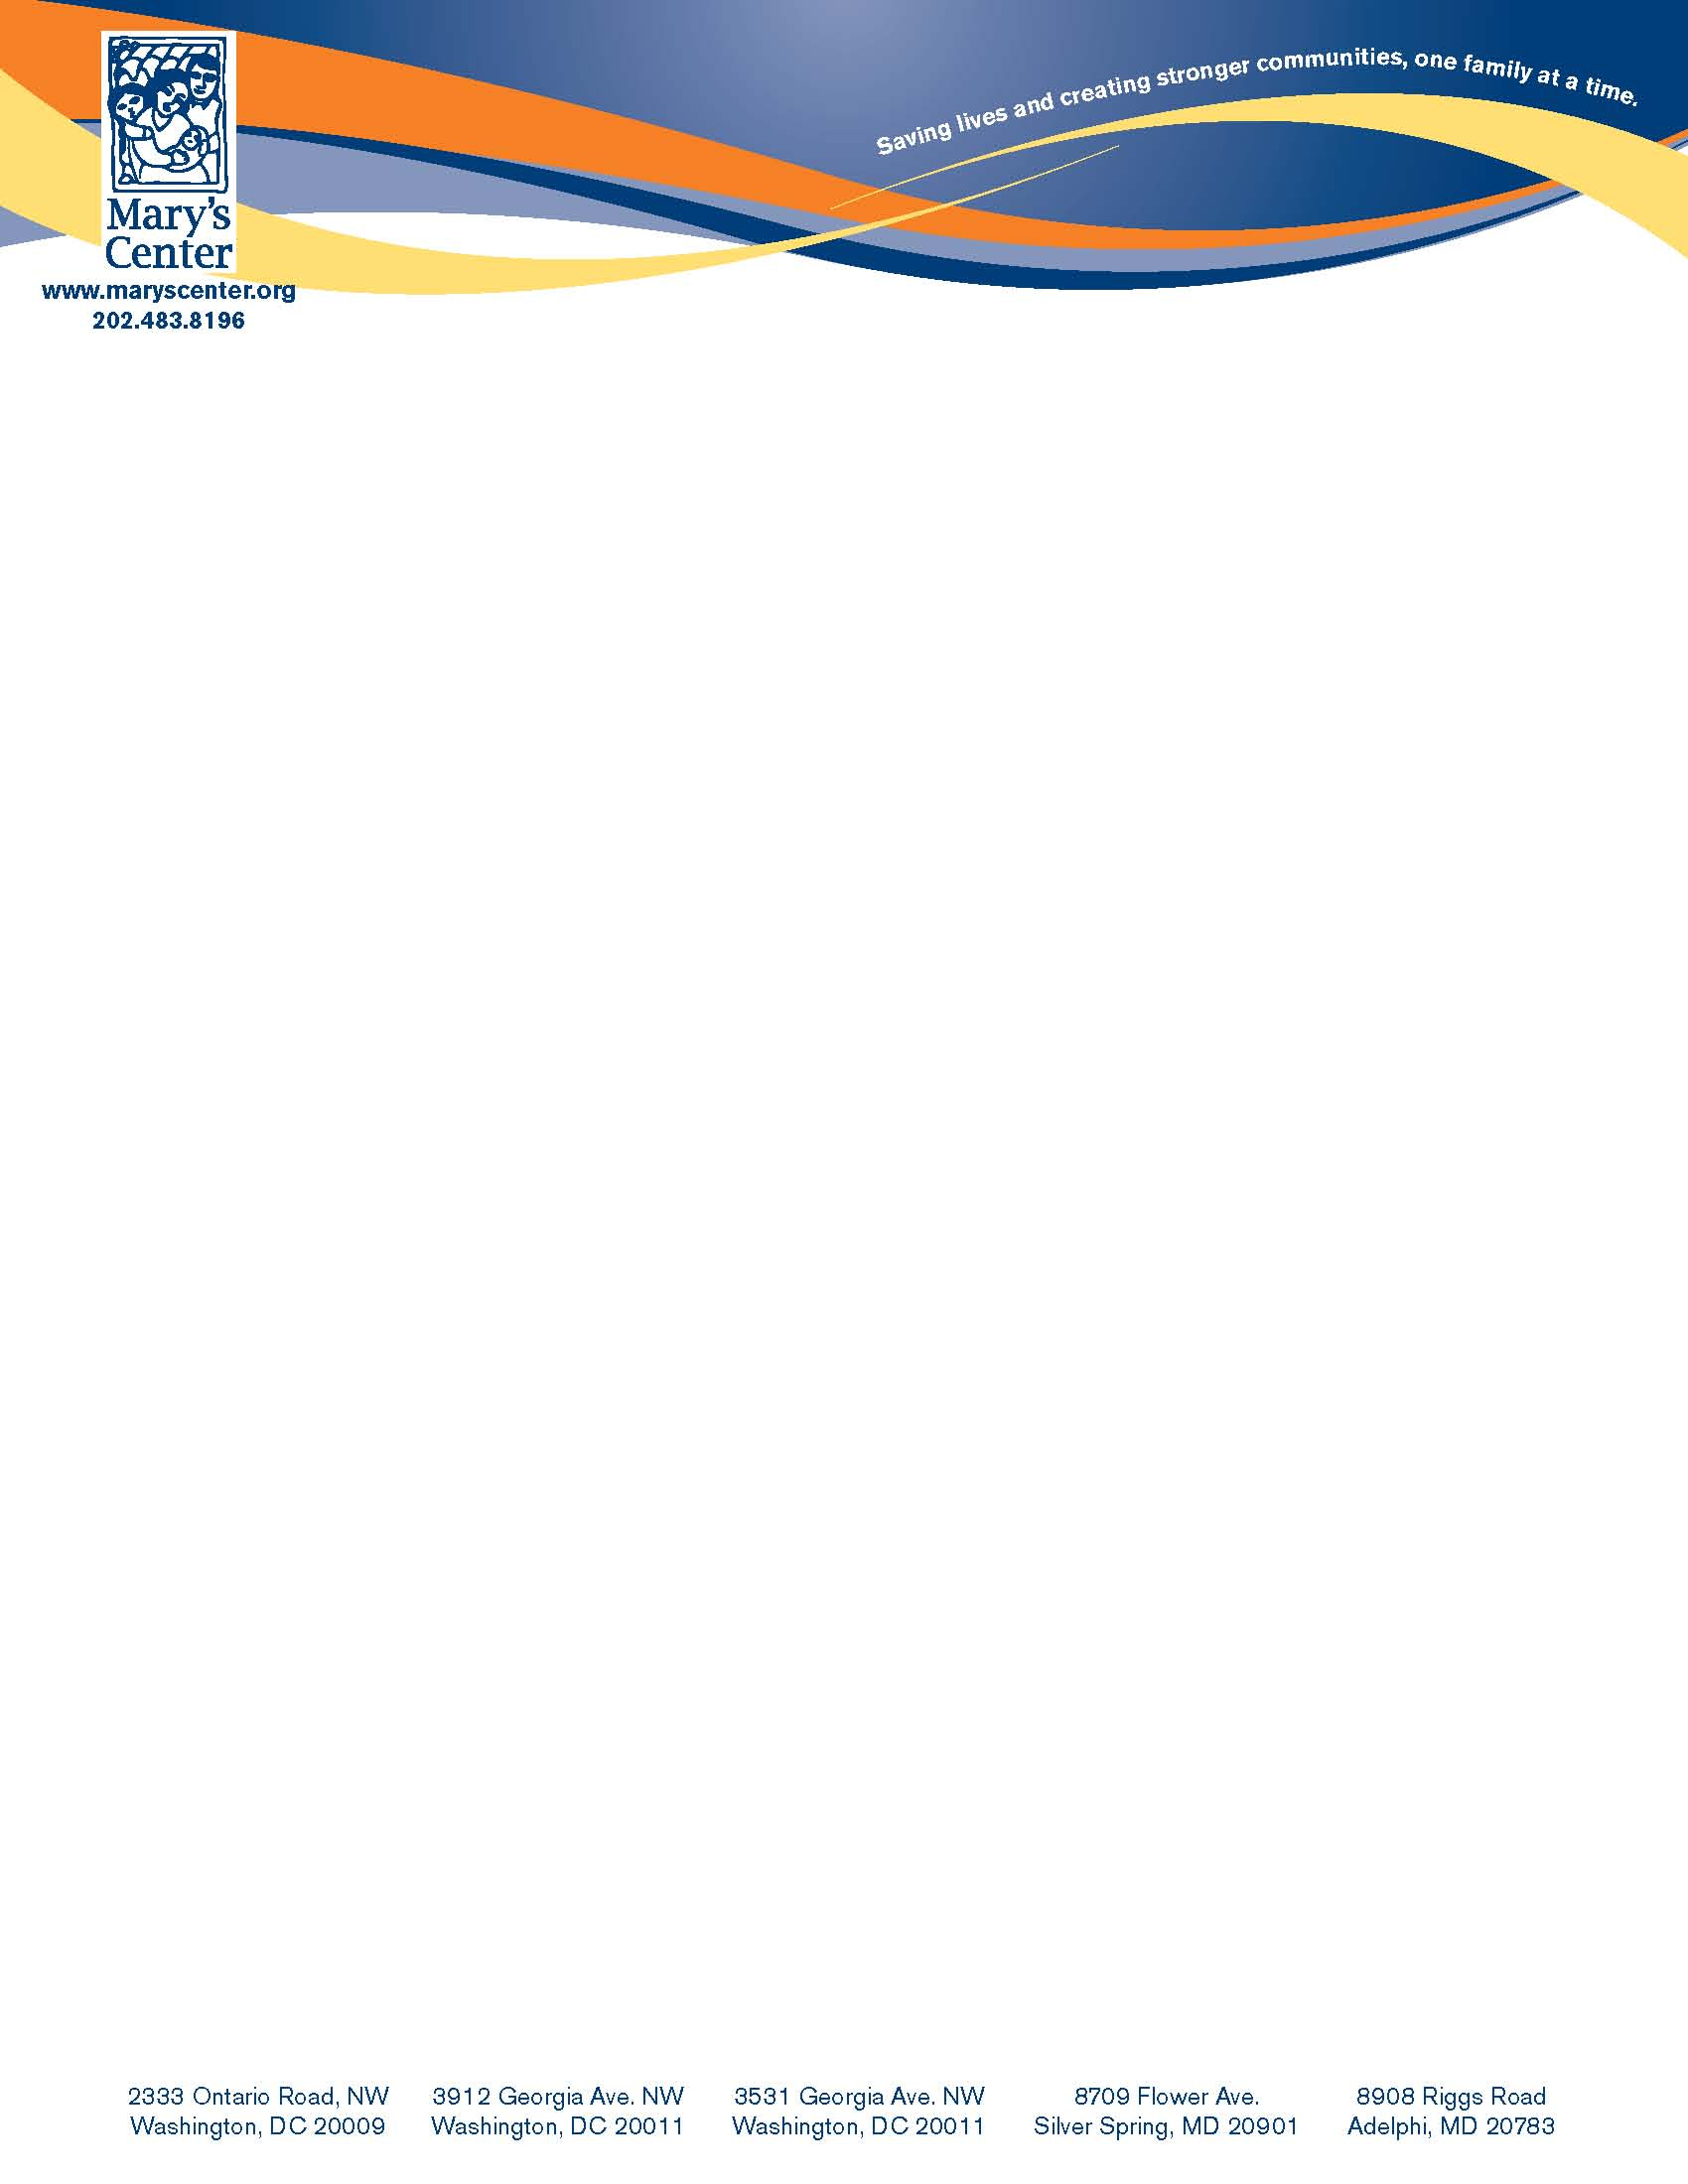 Saving lives and creating stronger communities, one family at a time.
Mary's
Center
www.maryscenter.org
202.483.8196
2333 Ontario Road, NW
Washington, DC 20009
3912 Georgia Ave. NW
Washington, DC 20011
3531 Georgia Ave. NW
Washington, DC 20011
8709 Flower Ave.
Silver Spring, MD 20901
8908 Riggs Road
Adelphi, MD 20783